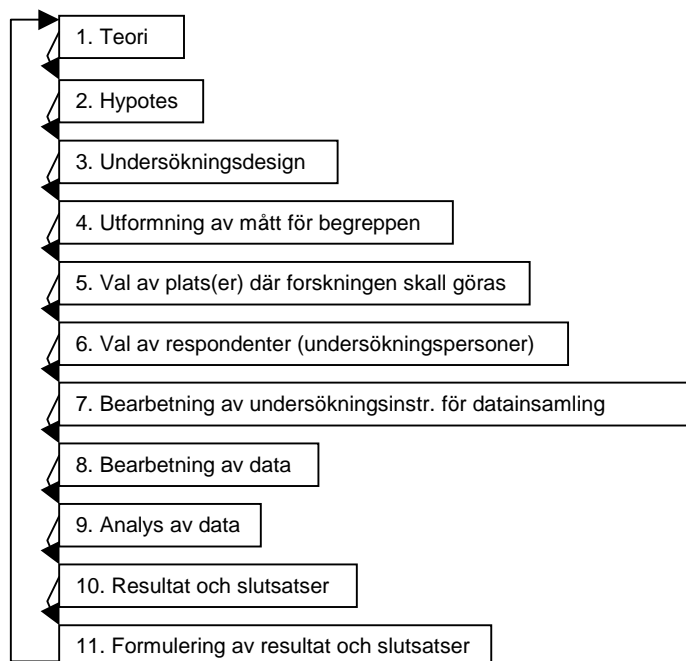 1. Teori
2. Hypotes
3. Undersökningsdesign
4. Utformning av mått för begreppen
5. Val av plats(er) där forskningen skall göras
6. Val av respondenter (undersökningspersoner)
7. Bearbetning av undersökningsinstr. för datainsamling
8. Bearbetning av data
9. Analys av data
10. Resultat och slutsatser
11. Formulering av resultat och slutsatser